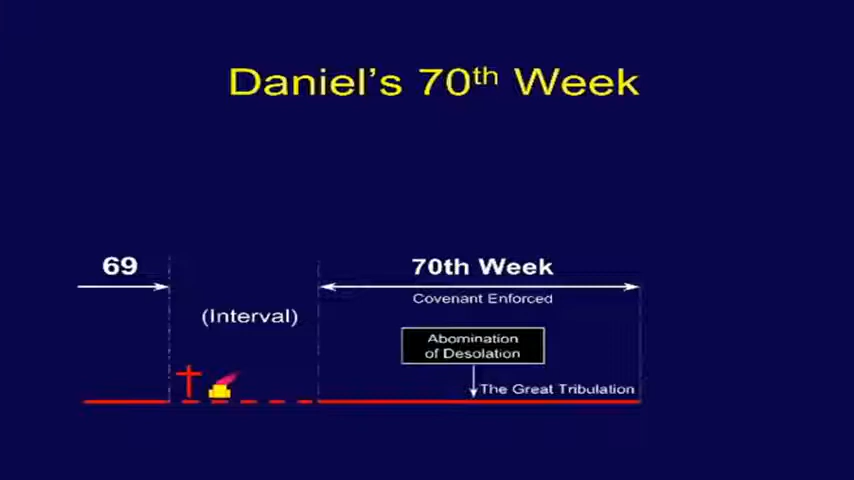 Daniel's 70th Week
69
70th Week
Covenant Enforced
(Interval)
Abomination
of Desolation
The Great Tribulation